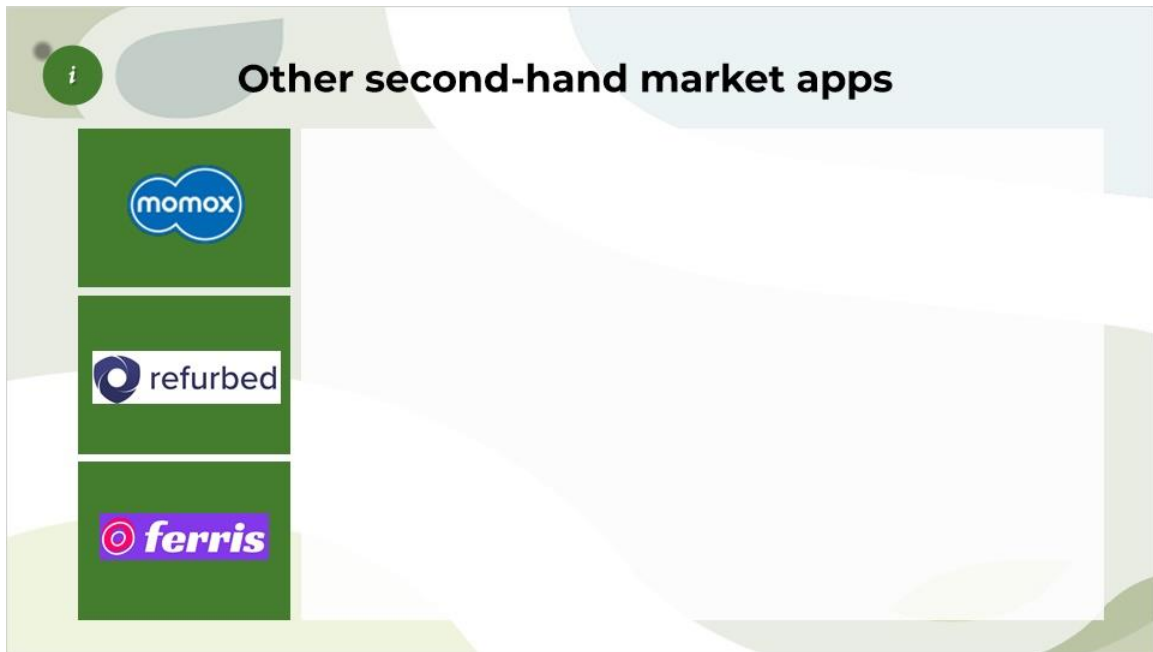 i
Other second-hand market apps
momox
refurbed
ferris